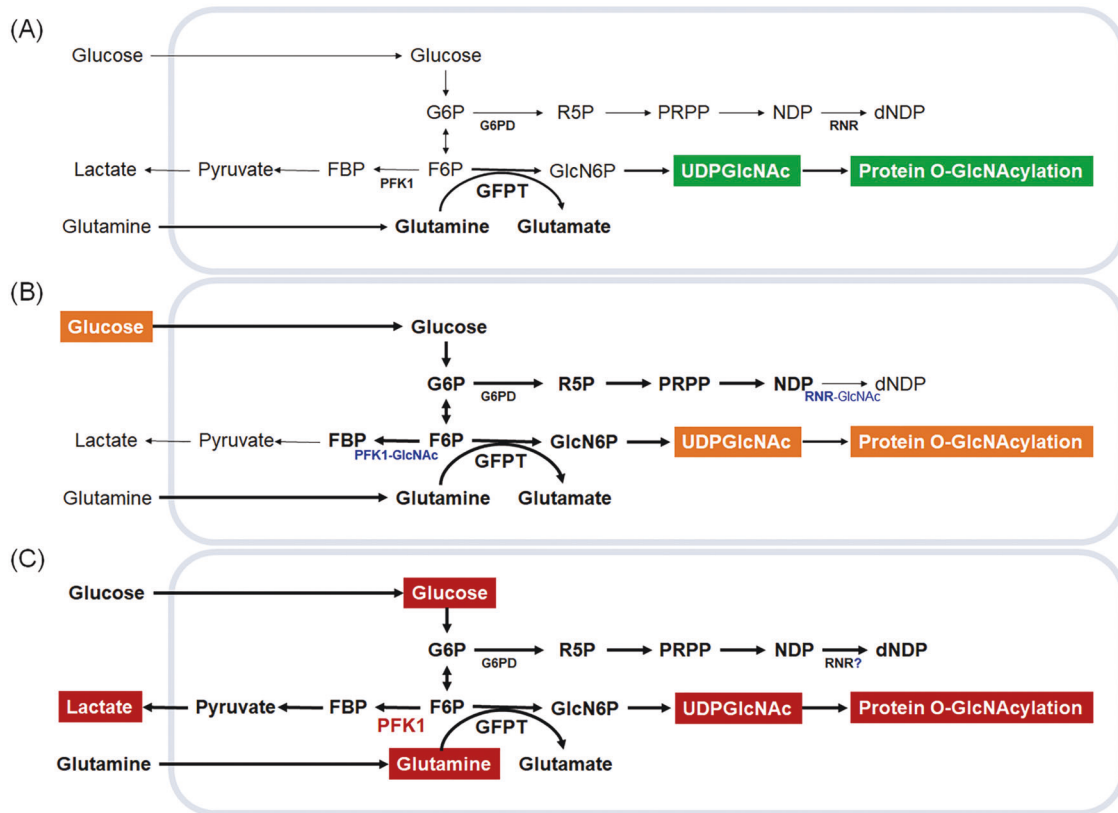 (A)
Glucose Glucose
G6P R5P PRPP NDP dNDP
G6PD RNR
Lactate Pyruvate FBP F6P GlcN6P UDPGlcNAc Protein O-GlcNAcylation
PFK1
GFPT
Glutamine Glutamine Glutamate
(B)
Glucose Glucose
G6P R5P PRPP NDP dNDP
G6PD RNR-GlcNAc
Lactate Pyruvate FBP F6P GlcN6P UDPGlcNAc Protein O-GlcNAcylation
PFK1-GlcNAc
GFPT
Glutamine Glutamine Glutamate
(C)
Glucose Glucose
G6P R5P PRPP NDP dNDP
G6PD RNR?
Lactate Pyruvate FBP F6P GlcN6P UDPGlcNAc Protein O-GlcNAcylation
PFK1 GFPT
Glutamine Glutamine Glutamate